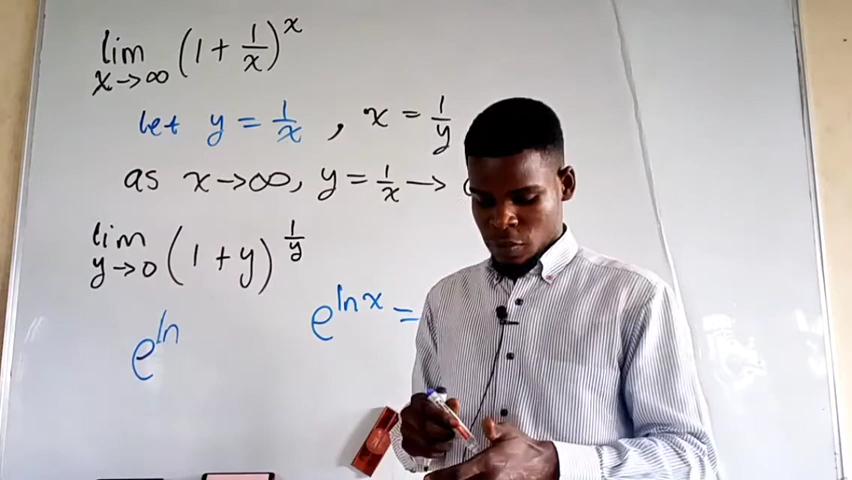 lim x→∞ (1 + 1/x)^x
let y = 1/x , x = 1/y
as x→∞, y = 1/x →
lim y→0 (1 + y)^(1/y)
e^ln e^(ln x) =